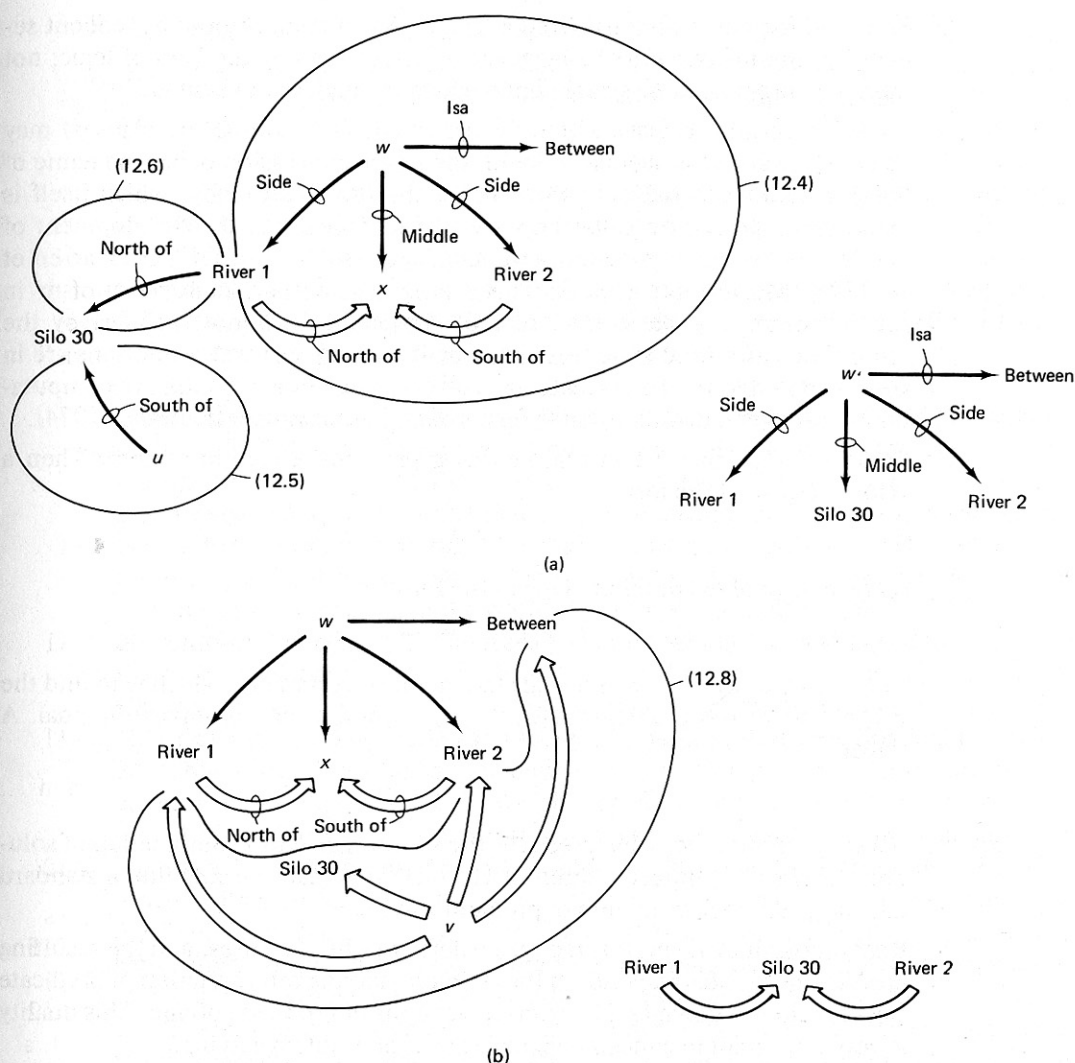 Isa
w
Between
(12.6)
Side
Side
(12.4)
North of
Middle
River 1
River 2
x
Silo 30
North of
South of
Isa
w'
Between
South of
Side
Side
u
Middle
(12.5)
River 1
River 2
Silo 30
(a)
w
Between
(12.8)
River 1
River 2
x
North of
South of
Silo 30
v
River 1
Silo 30
River 2
(b)